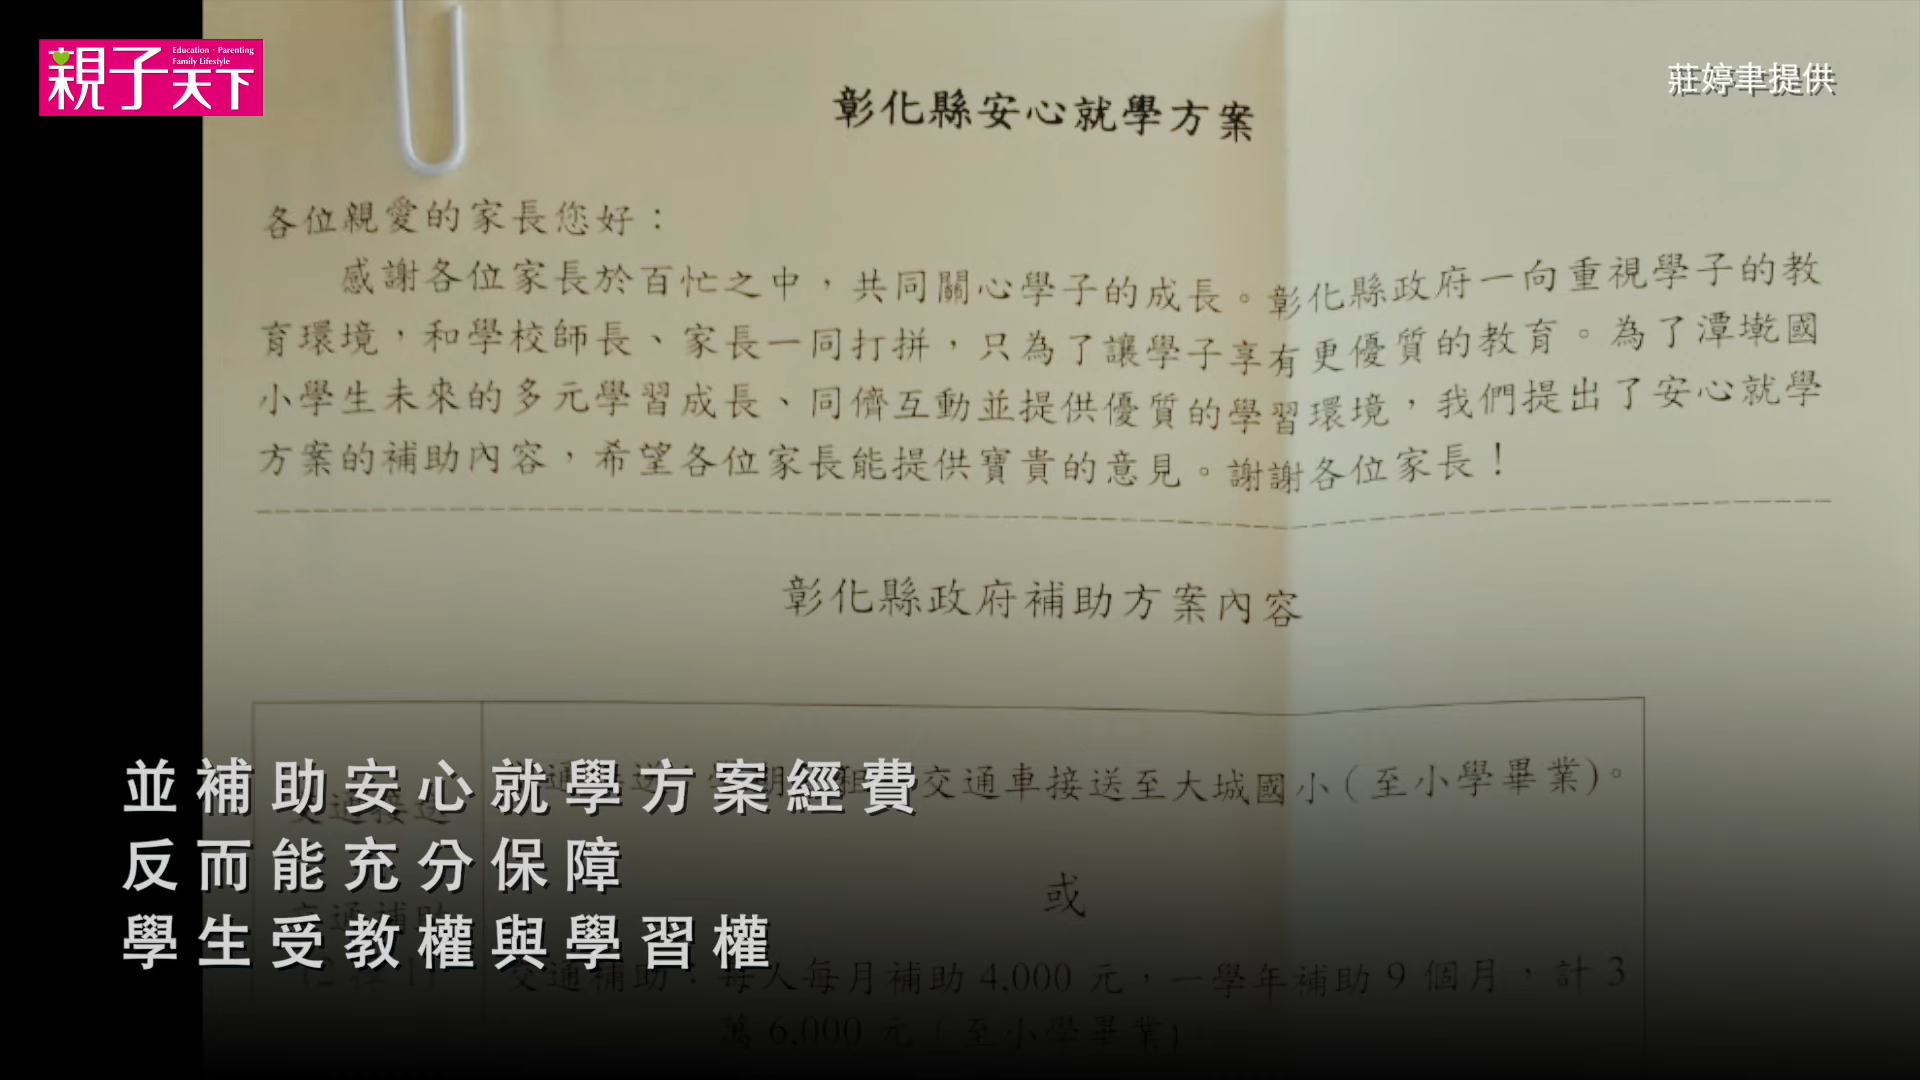 親子天下
Education · Parenting
Family Lifestyle
莊婷聿提供
彰化縣安心就學方案
各位親愛的家長您好：
感謝各位家長於百忙之中，共同關心學子的成長。彰化縣政府一向重視學子的教
育環境，和學校師長、家長一同打拼，只為了讓學子享有更優質的教育。為了潭墘國
小學生未來的多元學習成長、同儕互動並提供優質的學習環境，我們提出了安心就學
方案的補助內容，希望各位家長能提供寶貴的意見。謝謝各位家長！
彰化縣政府補助方案內容
交通車接送至大城國小（至小學畢業）。
或
交通補助：每人每月補助 4,000 元，一學年補助 9 個月，計 3
萬 6,000 元（至小學畢業）。
並補助安心就學方案經費
反而能充分保障
學生受教權與學習權